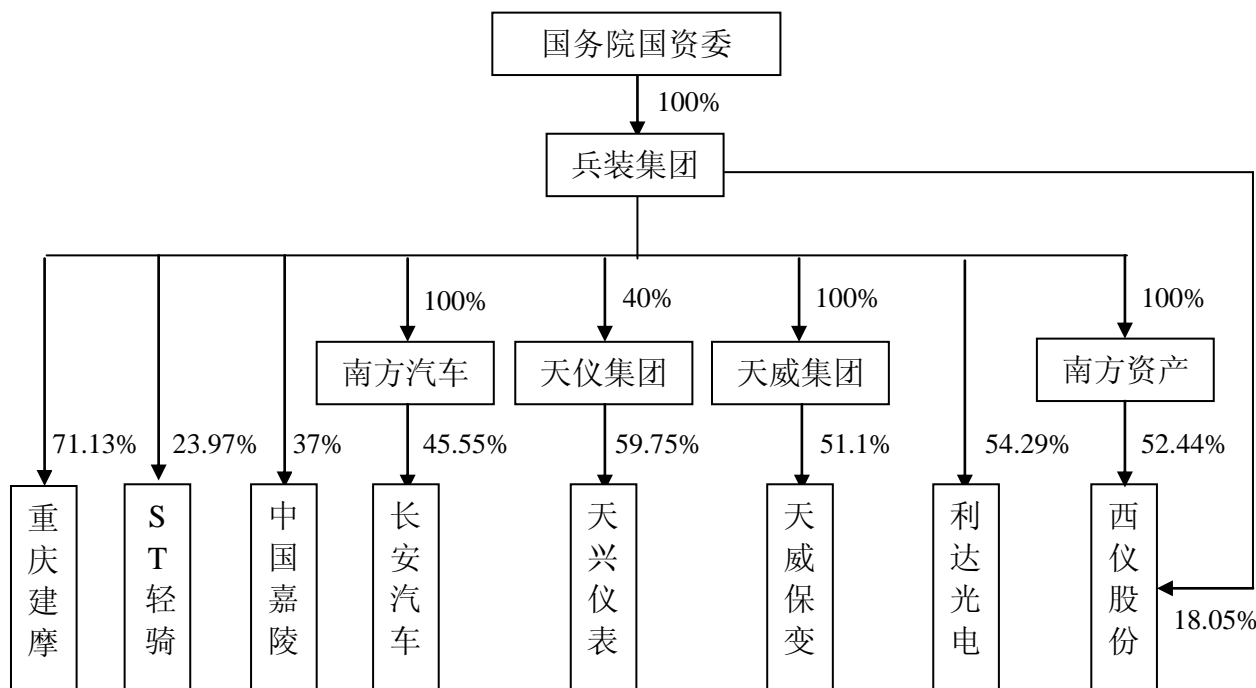 国务院国资委
100%
兵装集团
100%
40%
100%
100%
南方汽车
天仪集团
天威集团
南方资产
71.13%
23.97%
37%
45.55%
59.75%
51.1%
54.29%
52.44%
重庆建摩
ST轻骑
中国嘉陵
长安汽车
天兴仪表
天威保变
利达光电
西仪股份
18.05%